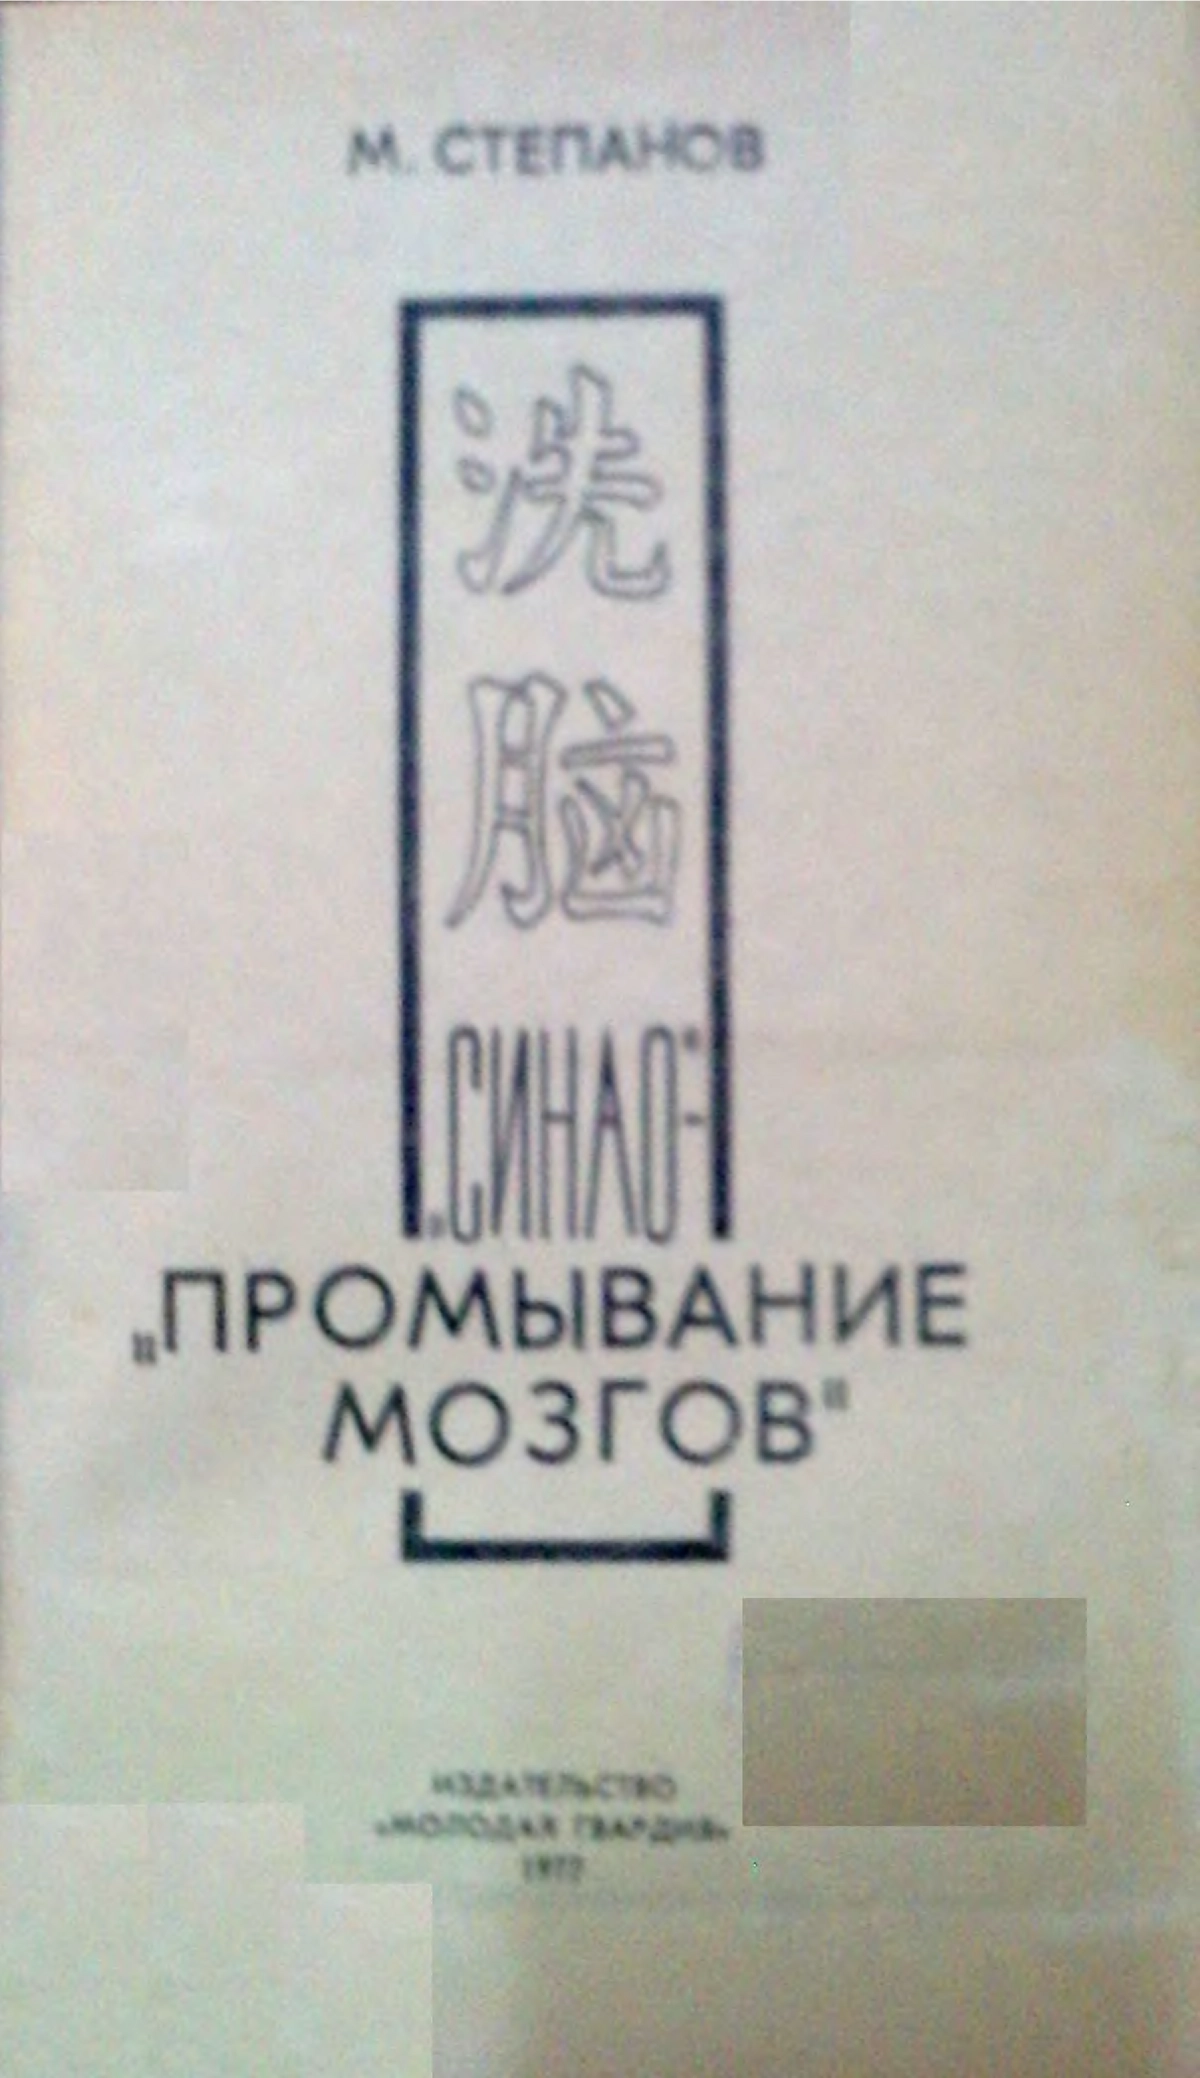 М. СТЕПАНОВ
洗
脑
„СИНАО“-
„ПРОМЫВАНИЕ
МОЗГОВ“
ИЗДАТЕЛЬСТВО
«МОЛОДАЯ ГВАРДИЯ»